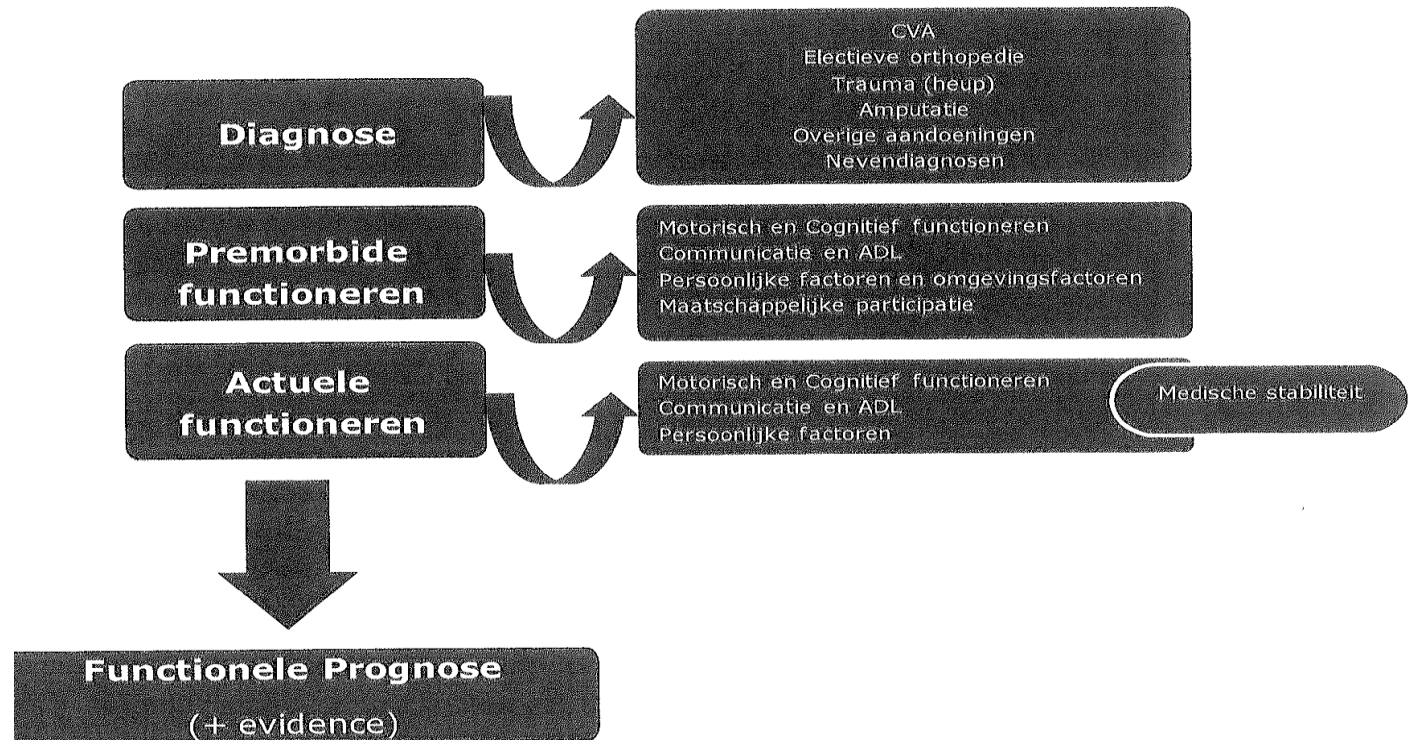 Diagnose
CVA
Electieve orthopedie
Trauma (heup)
Amputatie
Overige aandoeningen
Nevendiagnosen
Premorbide
functioneren
Motorisch en Cognitief functioneren
Communicatie en ADL
Persoonlijke factoren en omgevingsfactoren
Maatschappelijke participatie
Actuele
functioneren
Motorisch en Cognitief functioneren
Communicatie en ADL
Persoonlijke factoren
Medische stabiliteit
Functionele Prognose
(+ evidence)